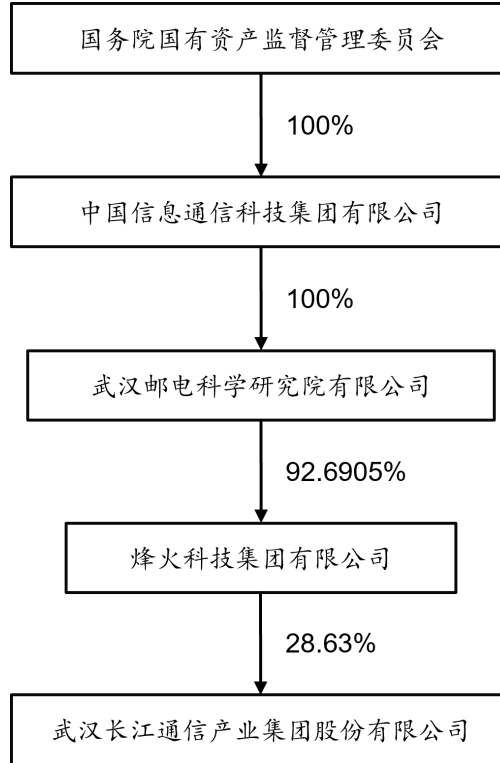 国务院国有资产监督管理委员会
100%
中国信息通信科技集团有限公司
100%
武汉邮电科学研究院有限公司
92.6905%
烽火科技集团有限公司
28.63%
武汉长江通信产业集团股份有限公司